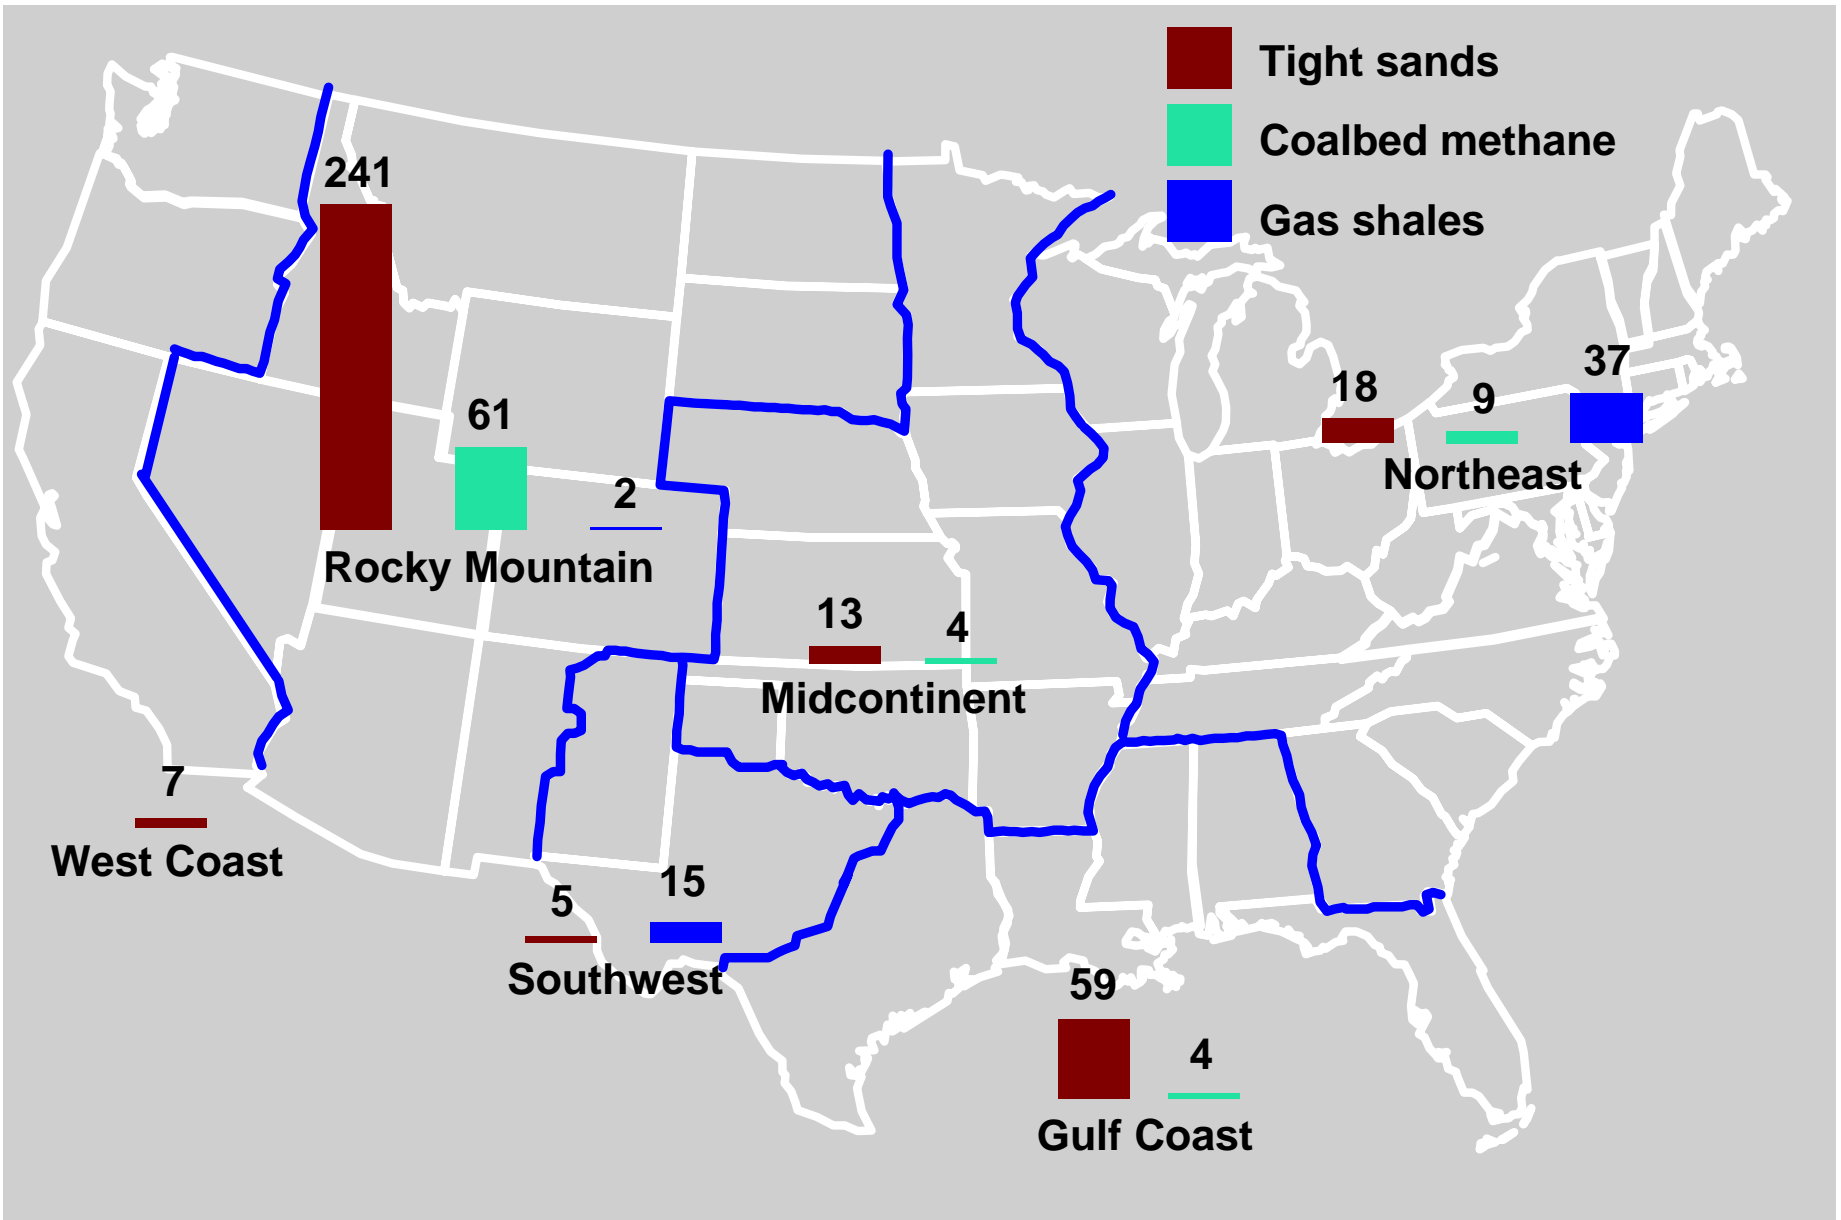 Tight sands
Coalbed methane
Gas shales
241
61
2
Rocky Mountain
18
9
37
Northeast
13
4
Midcontinent
7
West Coast
5
15
Southwest
59
4
Gulf Coast